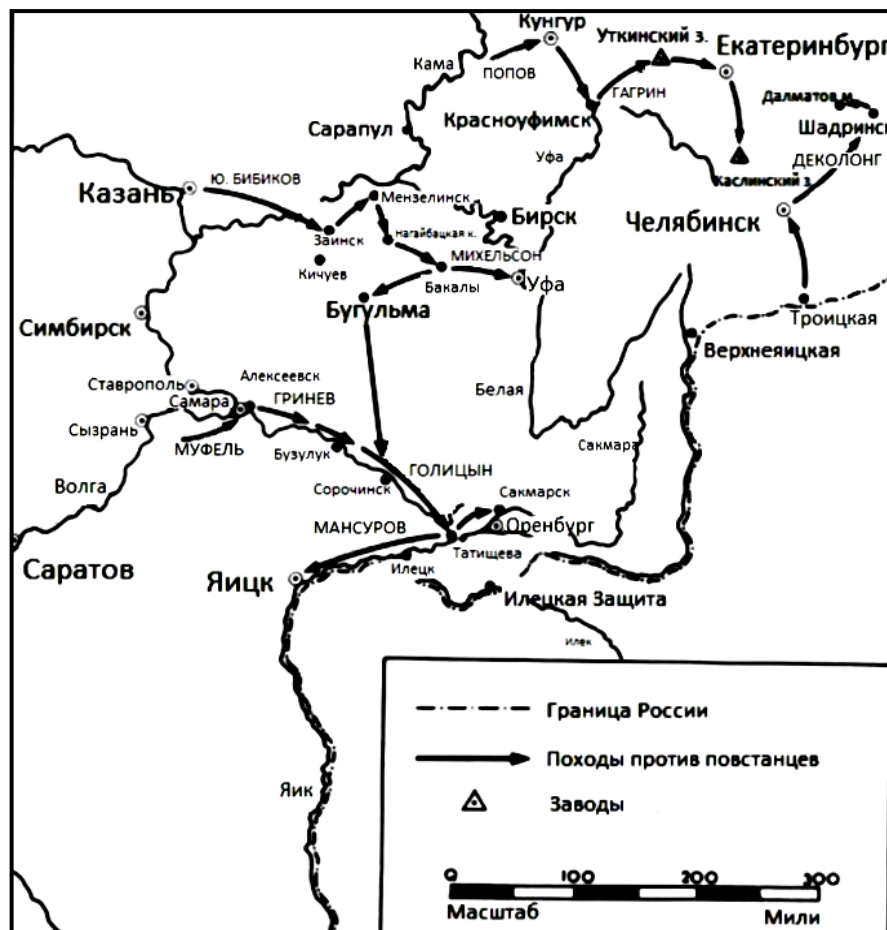 Кунгур
Уткинский з.
Екатеринбург
Кама
ПОПОВ
ГАГРИН
Далматов м.
Сарапул
Красноуфимск
Шадринск
Уфа
ДЕКОЛОНГ
Каслинский з.
Ю. БИБИКОВ
Казань
Мензелинск
Бирск
Челябинск
Заинск
Нагайбацкая к.
Кичуев
МИХЕЛЬСОН
Бакалы
Уфа
Бугульма
Троицкая
Симбирск
Верхнеяицкая
Ставрополь
Алексеевск
Белая
Самара
ГРИНЕВ
Сызрань
МУФЕЛЬ
Бузулук
Сакмара
ГОЛИЦЫН
Волга
Сорочинск
Сакмарск
МАНСУРОВ
Оренбург
Саратов
Татищева
Яицк
Илецк
Илецкая Защита
Илек
Граница России
Походы против повстанцев
Яик
Заводы
0 100 200 300
Масштаб Мили